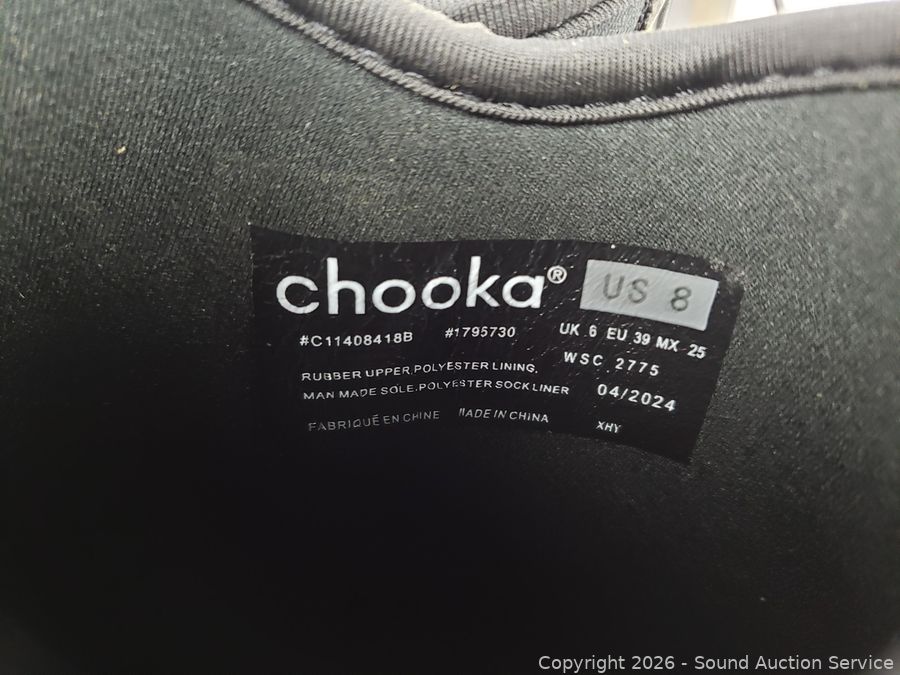 chooka® US 8
#C11408418B #1795730 UK 6 EU 39 MX 25
WSC 2775
RUBBER UPPER,POLYESTER LINING,
MAN MADE SOLE,POLYESTER SOCK LINER 04/2024
FABRIQUÉ EN CHINE MADE IN CHINA XHY
Copyright 2026 - Sound Auction Service